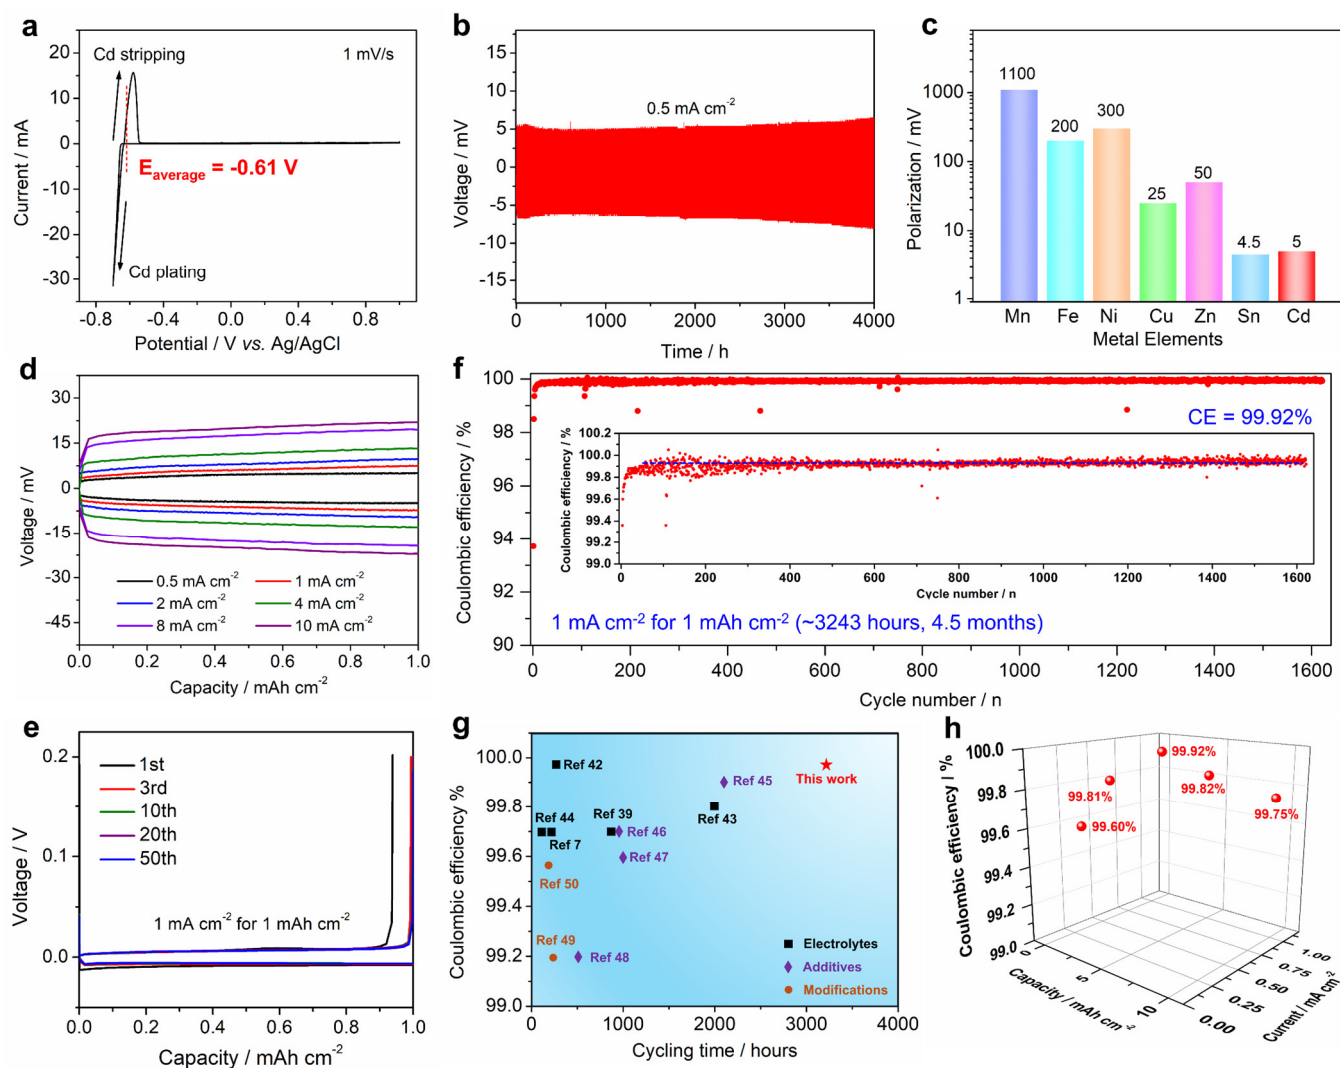 a
Cd stripping
1 mV/s
E average = -0.61 V
Cd plating
20
10
0
-10
-20
-30
Current / mA
-0.8 -0.4 0.0 0.4 0.8
Potential / V vs. Ag/AgCl
b
0.5 mA cm-2
15
10
5
0
-5
-10
-15
Voltage / mV
0 1000 2000 3000 4000
Time / h
c
1100
200
300
25
50
4.5
5
1000
100
10
1
Polarization / mV
Mn Fe Ni Cu Zn Sn Cd
Metal Elements
d
30
15
0
-15
-30
-45
Voltage / mV
0.5 mA cm-2 1 mA cm-2
2 mA cm-2 4 mA cm-2
8 mA cm-2 10 mA cm-2
0.0 0.2 0.4 0.6 0.8 1.0
Capacity / mAh cm-2
f
100
98
96
94
92
90
Coulombic efficiency / %
CE = 99.92%
100.2
100.0
99.8
99.6
99.4
99.2
99.0
Coulombic efficiency / %
0 200 400 600 800 1000 1200 1400 1600
Cycle number / n
1 mA cm-2 for 1 mAh cm-2 (~3243 hours, 4.5 months)
0 200 400 600 800 1000 1200 1400 1600
Cycle number / n
e
0.2
0.1
0.0
Voltage / V
1st
3rd
10th
20th
50th
1 mA cm-2 for 1 mAh cm-2
0.0 0.2 0.4 0.6 0.8 1.0
Capacity / mAh cm-2
g
100.0
99.8
99.6
99.4
99.2
99.0
Coulombic efficiency %
Ref 42
Ref 45
This work
Ref 44
Ref 39
Ref 43
Ref 46
Ref 7
Ref 47
Ref 50
Ref 49
Ref 48
Electrolytes
Additives
Modifications
0 1000 2000 3000 4000
Cycling time / hours
h
100.0
99.8
99.6
99.4
99.2
99.0
Coulombic efficiency / %
99.92%
99.81%
99.82%
99.75%
99.60%
0
5
10
Capacity / mAh cm-2
0.00
0.25
0.50
0.75
1.00
Current / mA cm-2